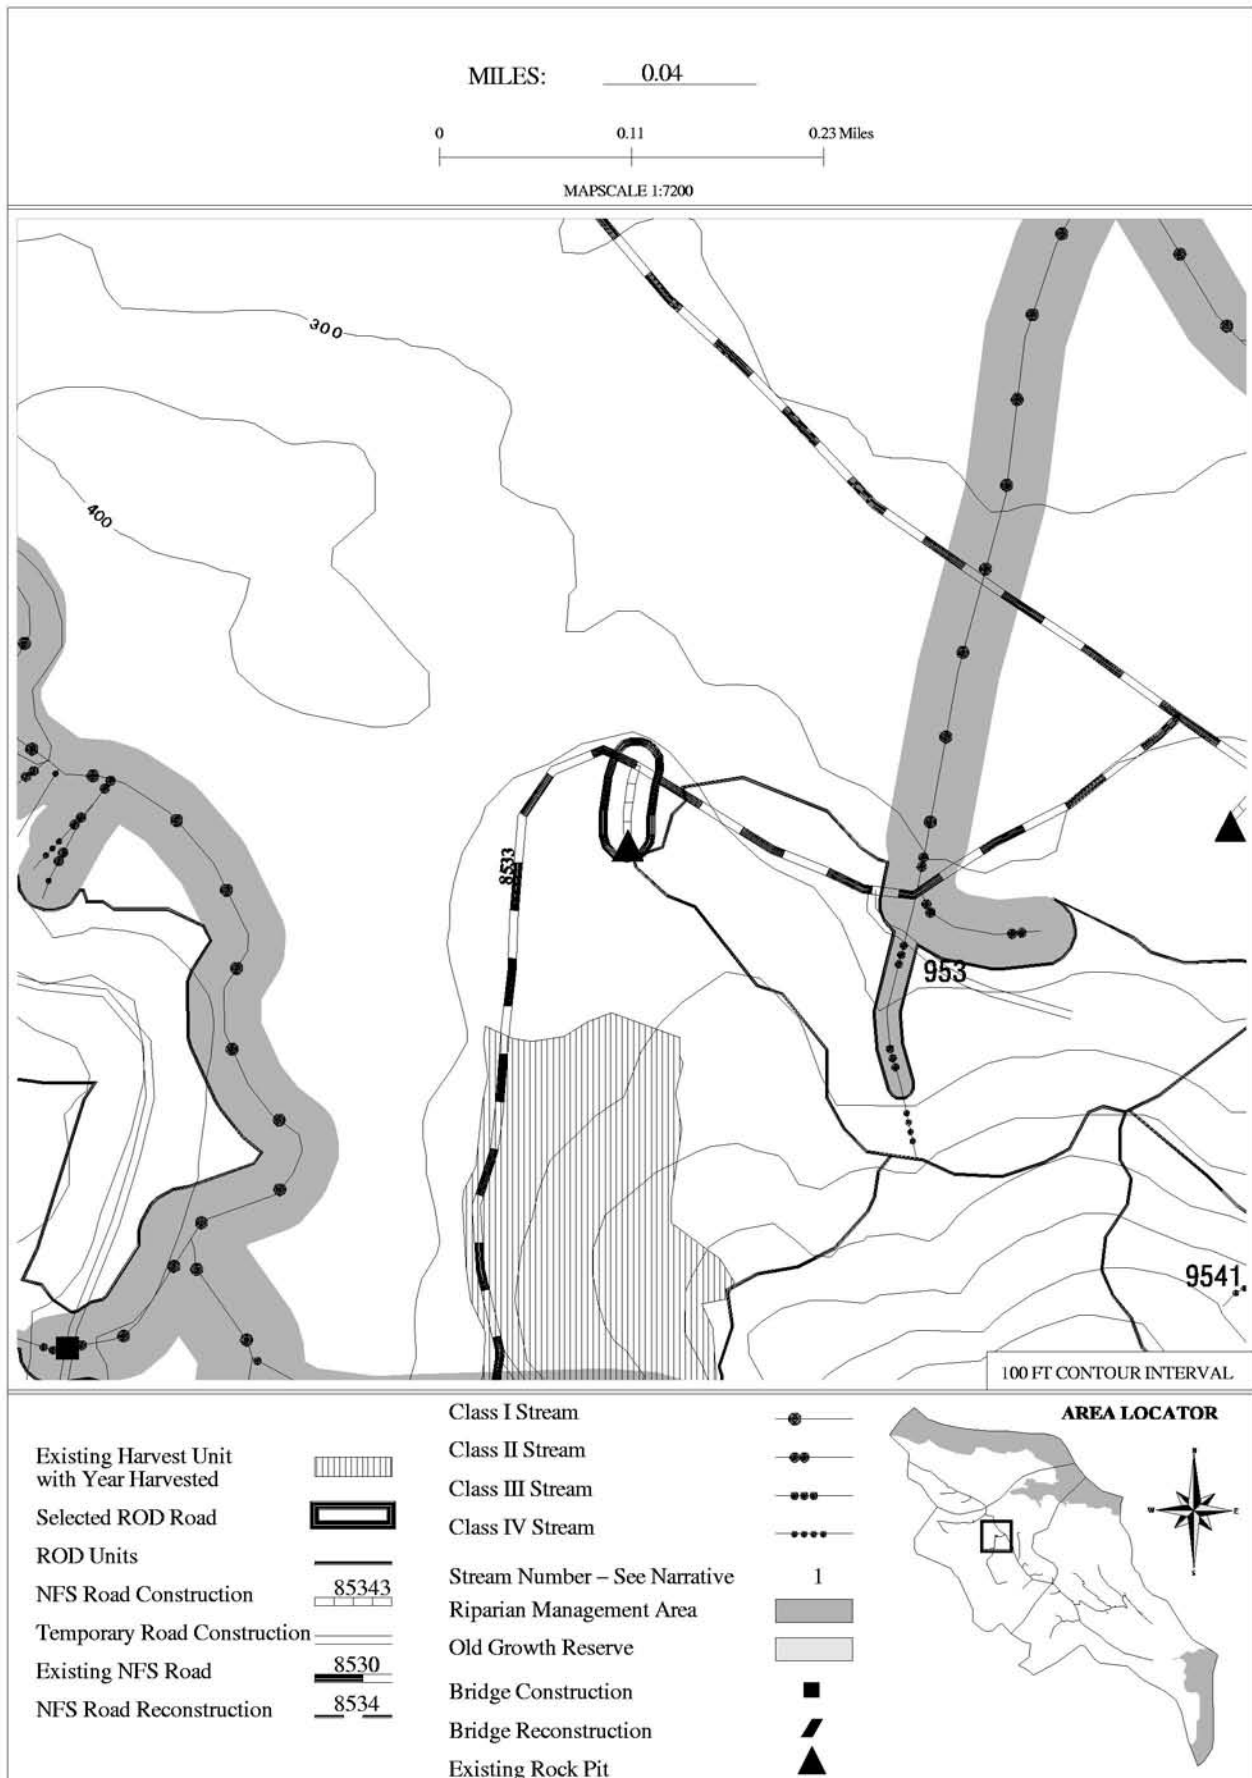 MILES: 0.04
0 0.11 0.23 Miles
MAPSCALE 1:7200
300
400
8533
953
9541
100 FT CONTOUR INTERVAL
Existing Harvest Unit
with Year Harvested
Selected ROD Road
ROD Units
NFS Road Construction 85343
Temporary Road Construction
Existing NFS Road 8530
NFS Road Reconstruction 8534
Class I Stream
Class II Stream
Class III Stream
Class IV Stream
Stream Number – See Narrative 1
Riparian Management Area
Old Growth Reserve
Bridge Construction
Bridge Reconstruction
Existing Rock Pit
AREA LOCATOR
N
W E
S